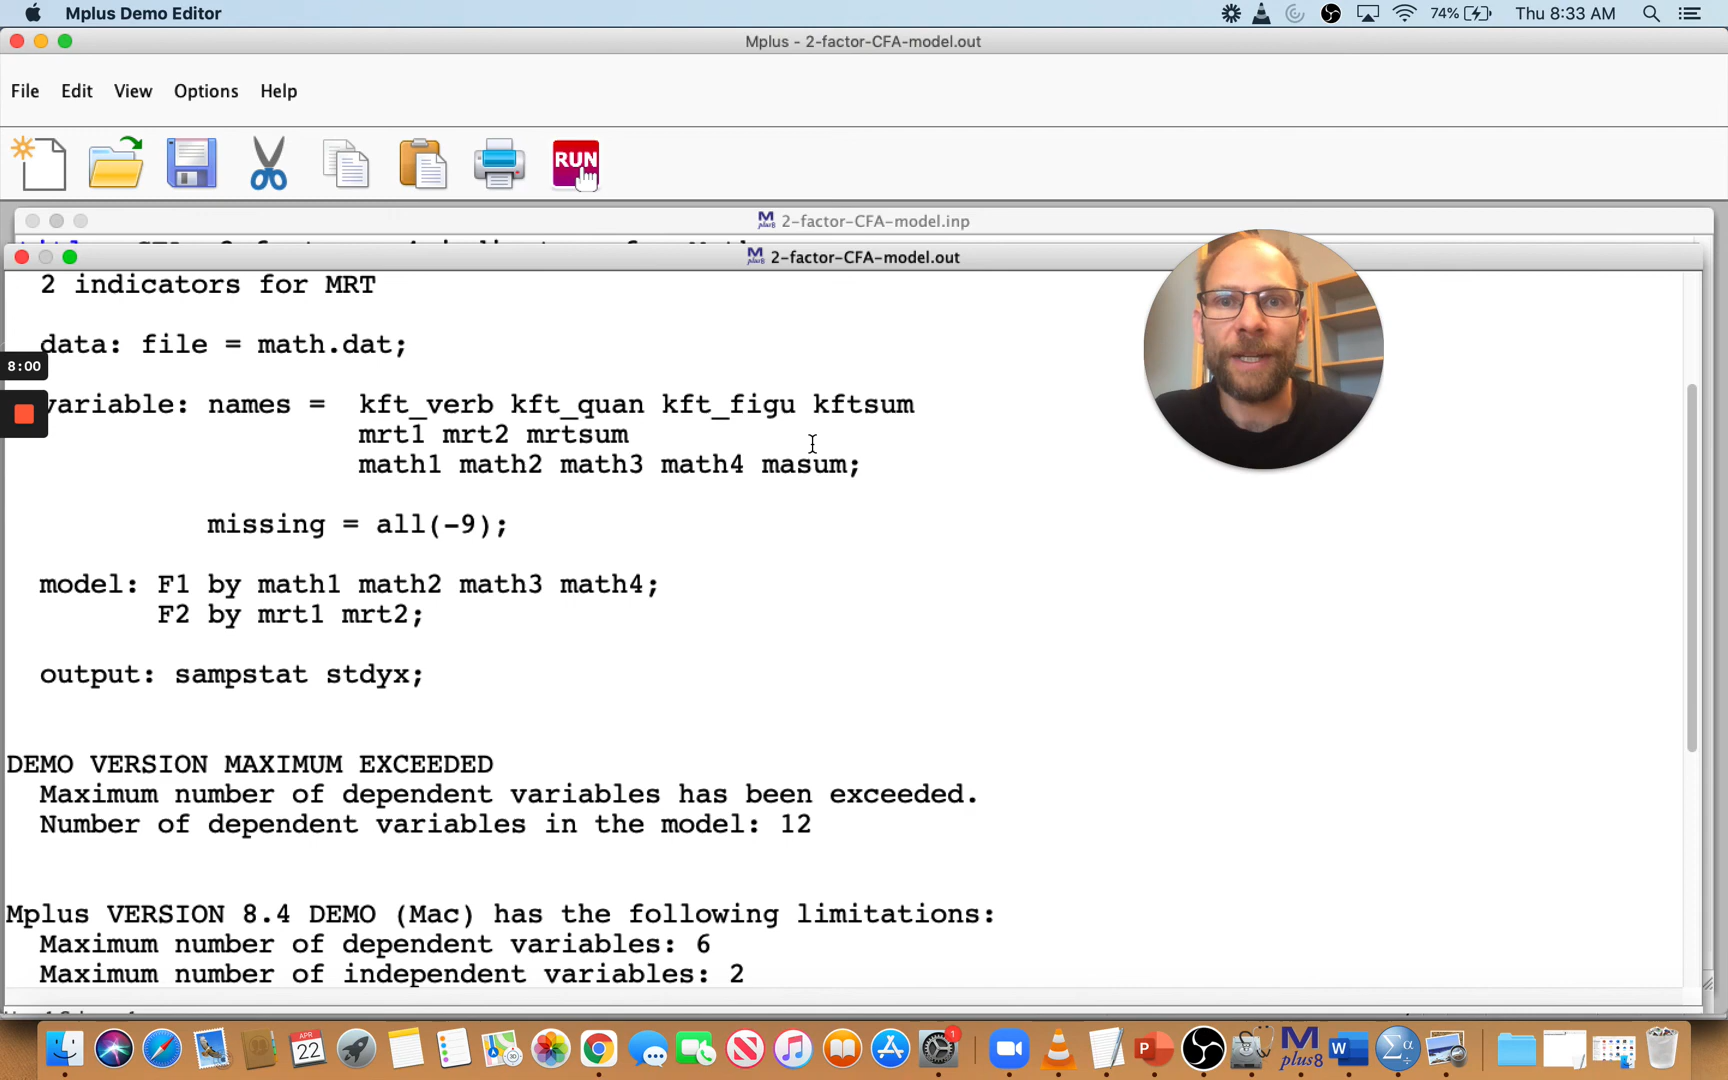 Mplus Demo Editor
74%
Thu 8:33 AM
Mplus - 2-factor-CFA-model.out
File Edit View Options Help
RUN
2-factor-CFA-model.inp
2-factor-CFA-model.out
2 indicators for MRT
data: file = math.dat;
8:00
variable: names = kft_verb kft_quan kft_figu kftsum
mrt1 mrt2 mrtsum
math1 math2 math3 math4 masum;
missing = all(-9);
model: F1 by math1 math2 math3 math4;
F2 by mrt1 mrt2;
output: sampstat stdyx;
DEMO VERSION MAXIMUM EXCEEDED
Maximum number of dependent variables has been exceeded.
Number of dependent variables in the model: 12
Mplus VERSION 8.4 DEMO (Mac) has the following limitations:
Maximum number of dependent variables: 6
Maximum number of independent variables: 2
APR
22
1
M
plus8